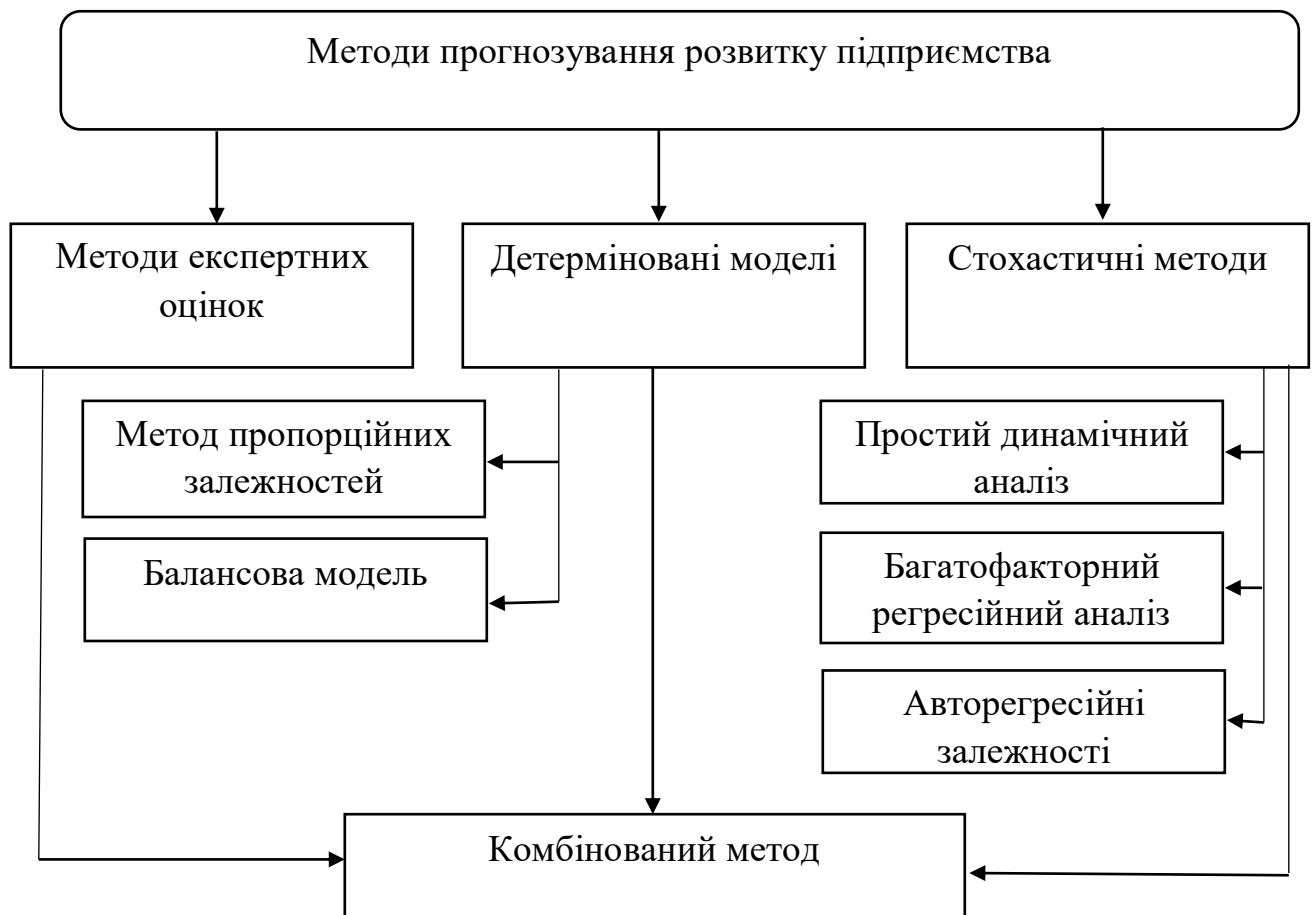 Методи прогнозування розвитку підприємства
Методи експертних
оцінок
Детерміновані моделі
Стохастичні методи
Метод пропорційних
залежностей
Балансова модель
Простий динамічний
аналіз
Багатофакторний
регресійний аналіз
Авторегресійні
залежності
Комбінований метод